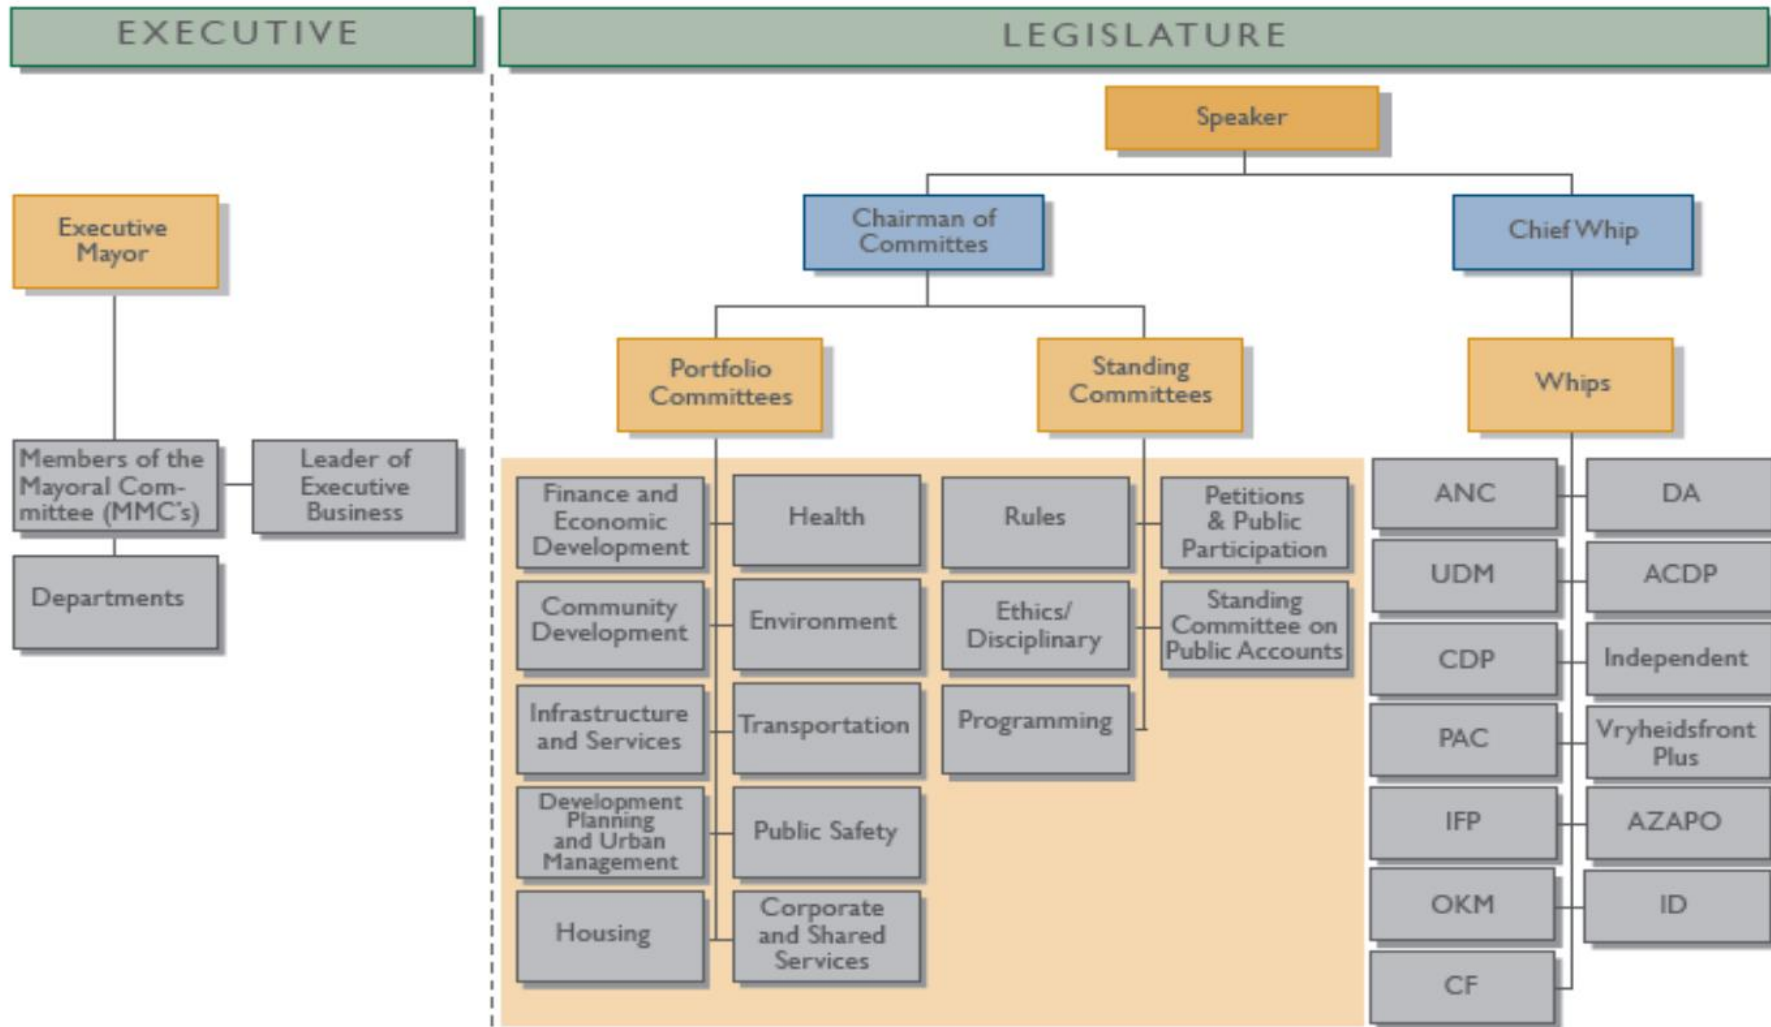 EXECUTIVE
LEGISLATURE
Speaker
Executive
Mayor
Chairman of
Committes
Chief Whip
Portfolio
Committees
Standing
Committees
Whips
Members of the
Mayoral Com-
mittee (MMC's)
Leader of
Executive
Business
Departments
Finance and
Economic
Development
Health
Community
Development
Environment
Infrastructure
and Services
Transportation
Development
Planning
and Urban
Management
Public Safety
Housing
Corporate
and Shared
Services
Rules
Petitions
& Public
Participation
Ethics/
Disciplinary
Standing
Committee on
Public Accounts
Programming
ANC
DA
UDM
ACDP
CDP
Independent
PAC
Vryheidsfront
Plus
IFP
AZAPO
OKM
ID
CF